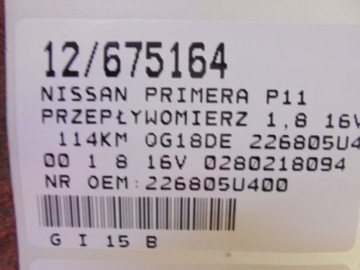 12/675164
NISSAN PRIMERA P11
PRZEPŁYWOMIERZ 1,8 16V
114KM QG18DE 226805U4
00 1 8 16V 0280218094
NR OEM:226805U400
G I 15 B